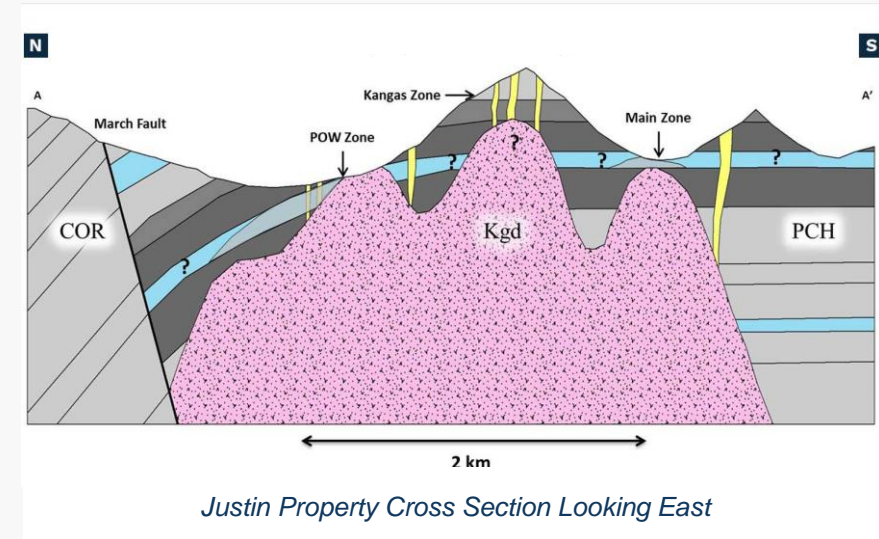 N
S
A
A'
Kangas Zone
March Fault
Main Zone
POW Zone
?
?
?
?
?
COR
Kgd
PCH
2 km
Justin Property Cross Section Looking East